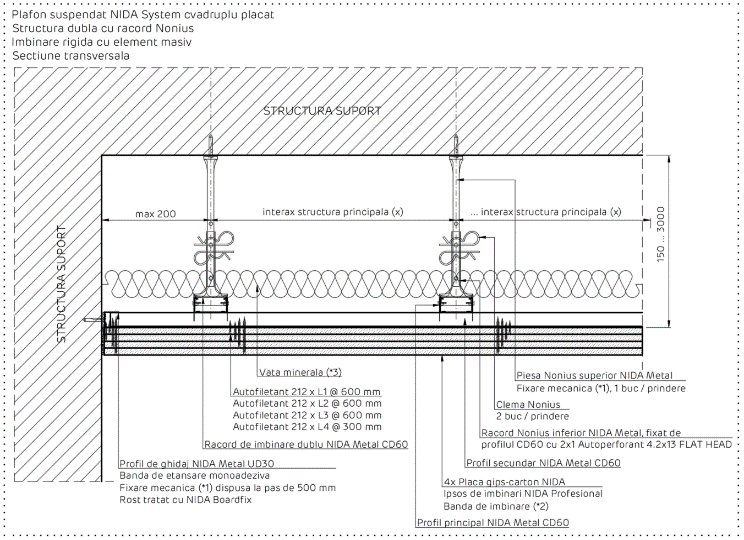 Plafon suspendat NIDA System cvadruplu placat
Structura dubla cu racord Nonius
Imbinare rigida cu element masiv
Sectiune transversala
STRUCTURA SUPORT
STRUCTURA SUPORT
max 200
interax structura principala (x)
... interax structura principala (x)
150 ... 3000
Vata minerala (*3)
Autofiletant 212 x L1 @ 600 mm
Autofiletant 212 x L2 @ 600 mm
Autofiletant 212 x L3 @ 600 mm
Autofiletant 212 x L4 @ 300 mm
Racord de imbinare dublu NIDA Metal CD60
Profil de ghidaj NIDA Metal UD30
Banda de etansare monoadeziva
Fixare mecanica (*1) dispusa la pas de 500 mm
Rost tratat cu NIDA Boardfix
Piesa Nonius superior NIDA Metal
Fixare mecanica (*1), 1 buc / prindere
Clema Nonius
2 buc / prindere
Racord Nonius inferior NIDA Metal, fixat de
profilul CD60 cu 2x1 Autoperforant 4.2x13 FLAT HEAD
Profil secundar NIDA Metal CD60
4x Placa gips-carton NIDA
Ipsos de imbinari NIDA Profesional
Banda de imbinare (*2)
Profil principal NIDA Metal CD60